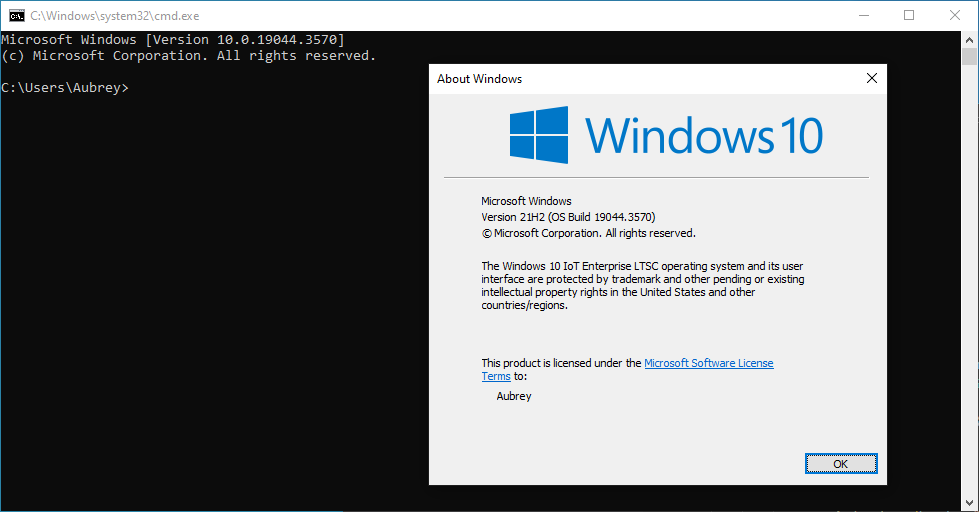 C:\Windows\system32\cmd.exe
Microsoft Windows [Version 10.0.19044.3570]
(c) Microsoft Corporation. All rights reserved.
C:\Users\Aubrey>
About Windows
Windows 10
Microsoft Windows
Version 21H2 (OS Build 19044.3570)
© Microsoft Corporation. All rights reserved.
The Windows 10 IoT Enterprise LTSC operating system and its user
interface are protected by trademark and other pending or existing
intellectual property rights in the United States and other
countries/regions.
This product is licensed under the Microsoft Software License
Terms to:
Aubrey
OK